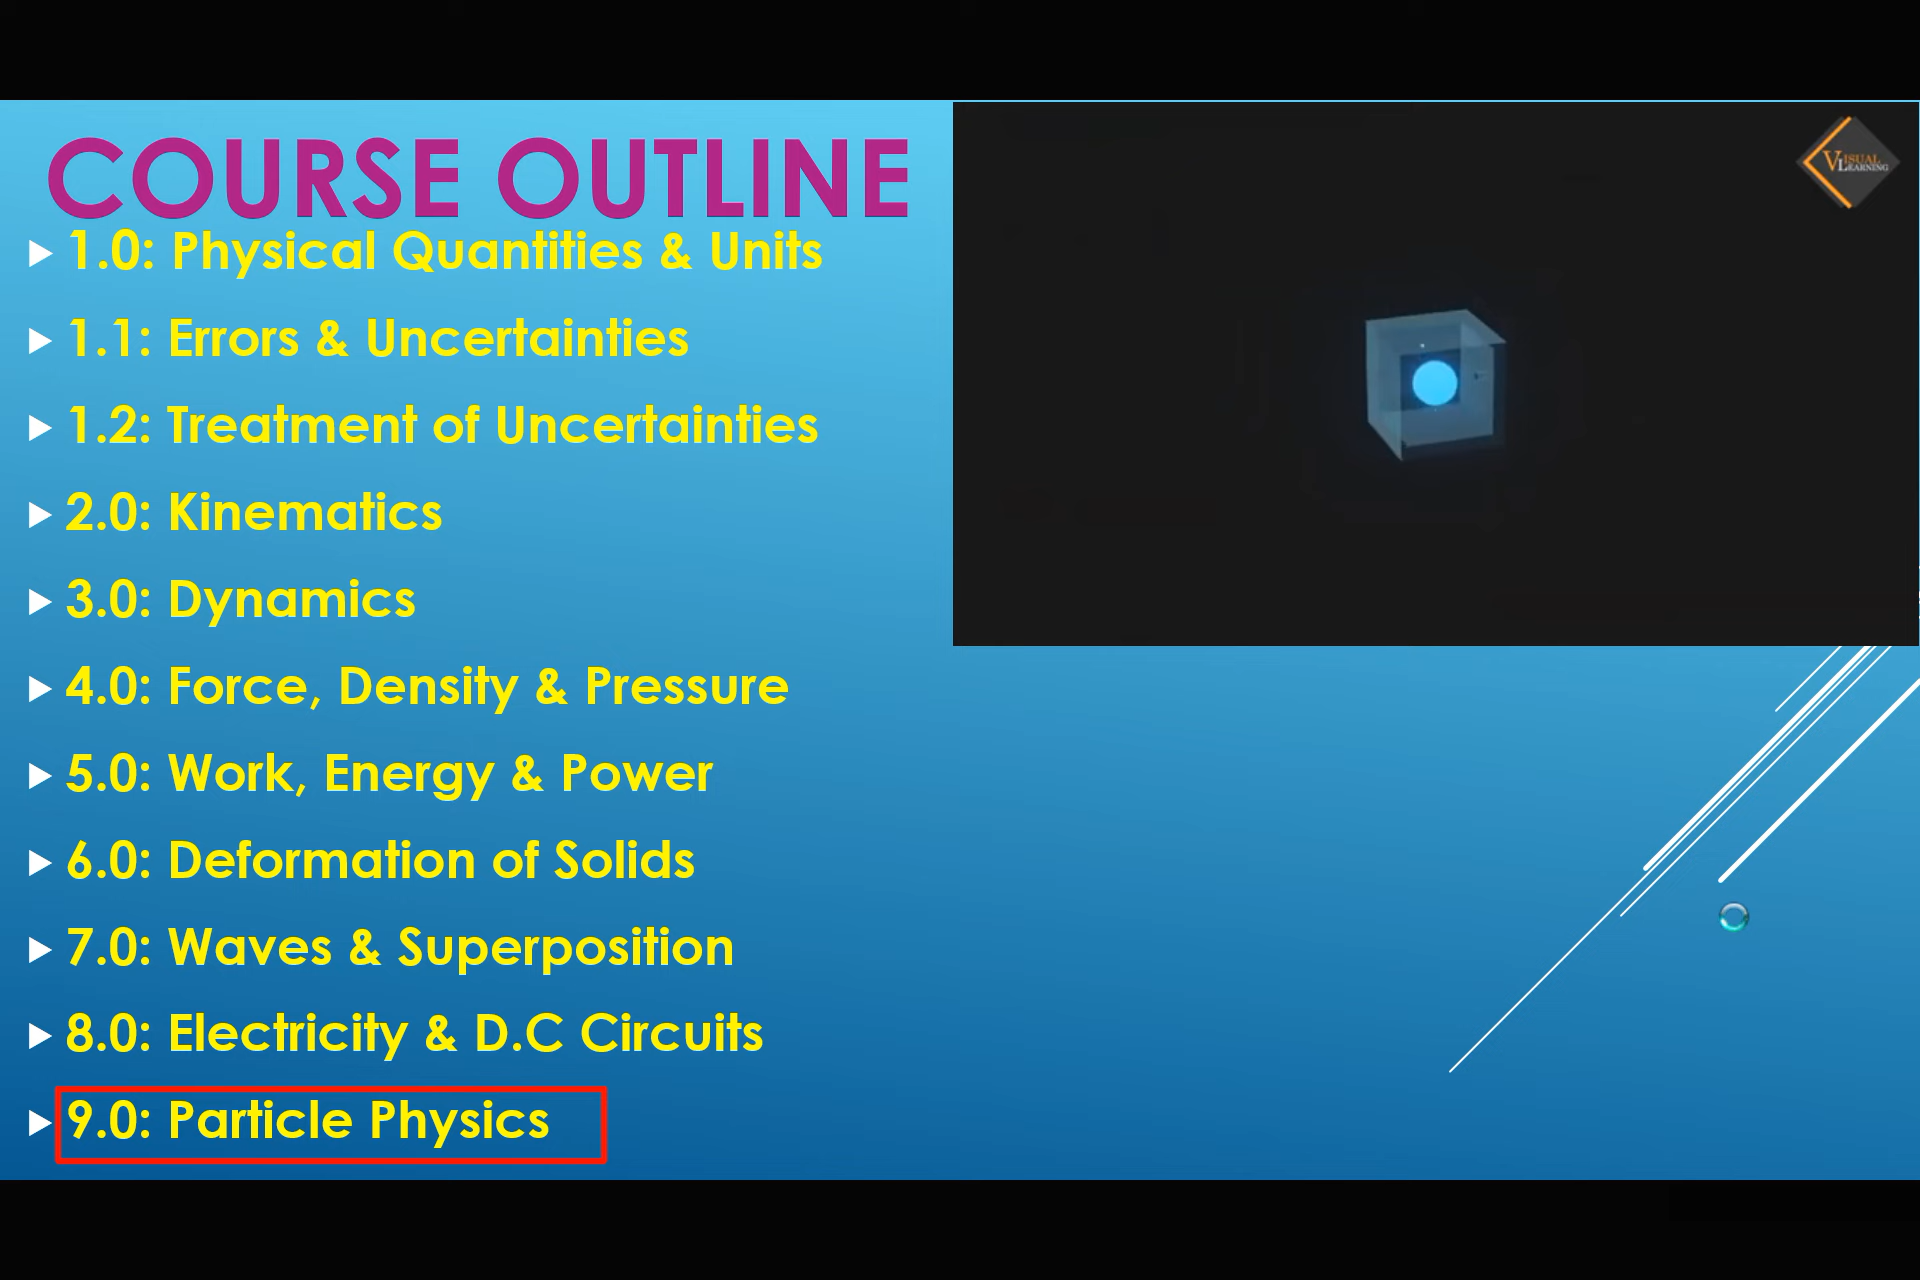 COURSE OUTLINE
1.0: Physical Quantities & Units
1.1: Errors & Uncertainties
1.2: Treatment of Uncertainties
2.0: Kinematics
3.0: Dynamics
4.0: Force, Density & Pressure
5.0: Work, Energy & Power
6.0: Deformation of Solids
7.0: Waves & Superposition
8.0: Electricity & D.C Circuits
9.0: Particle Physics
VISUAL
LEARNING